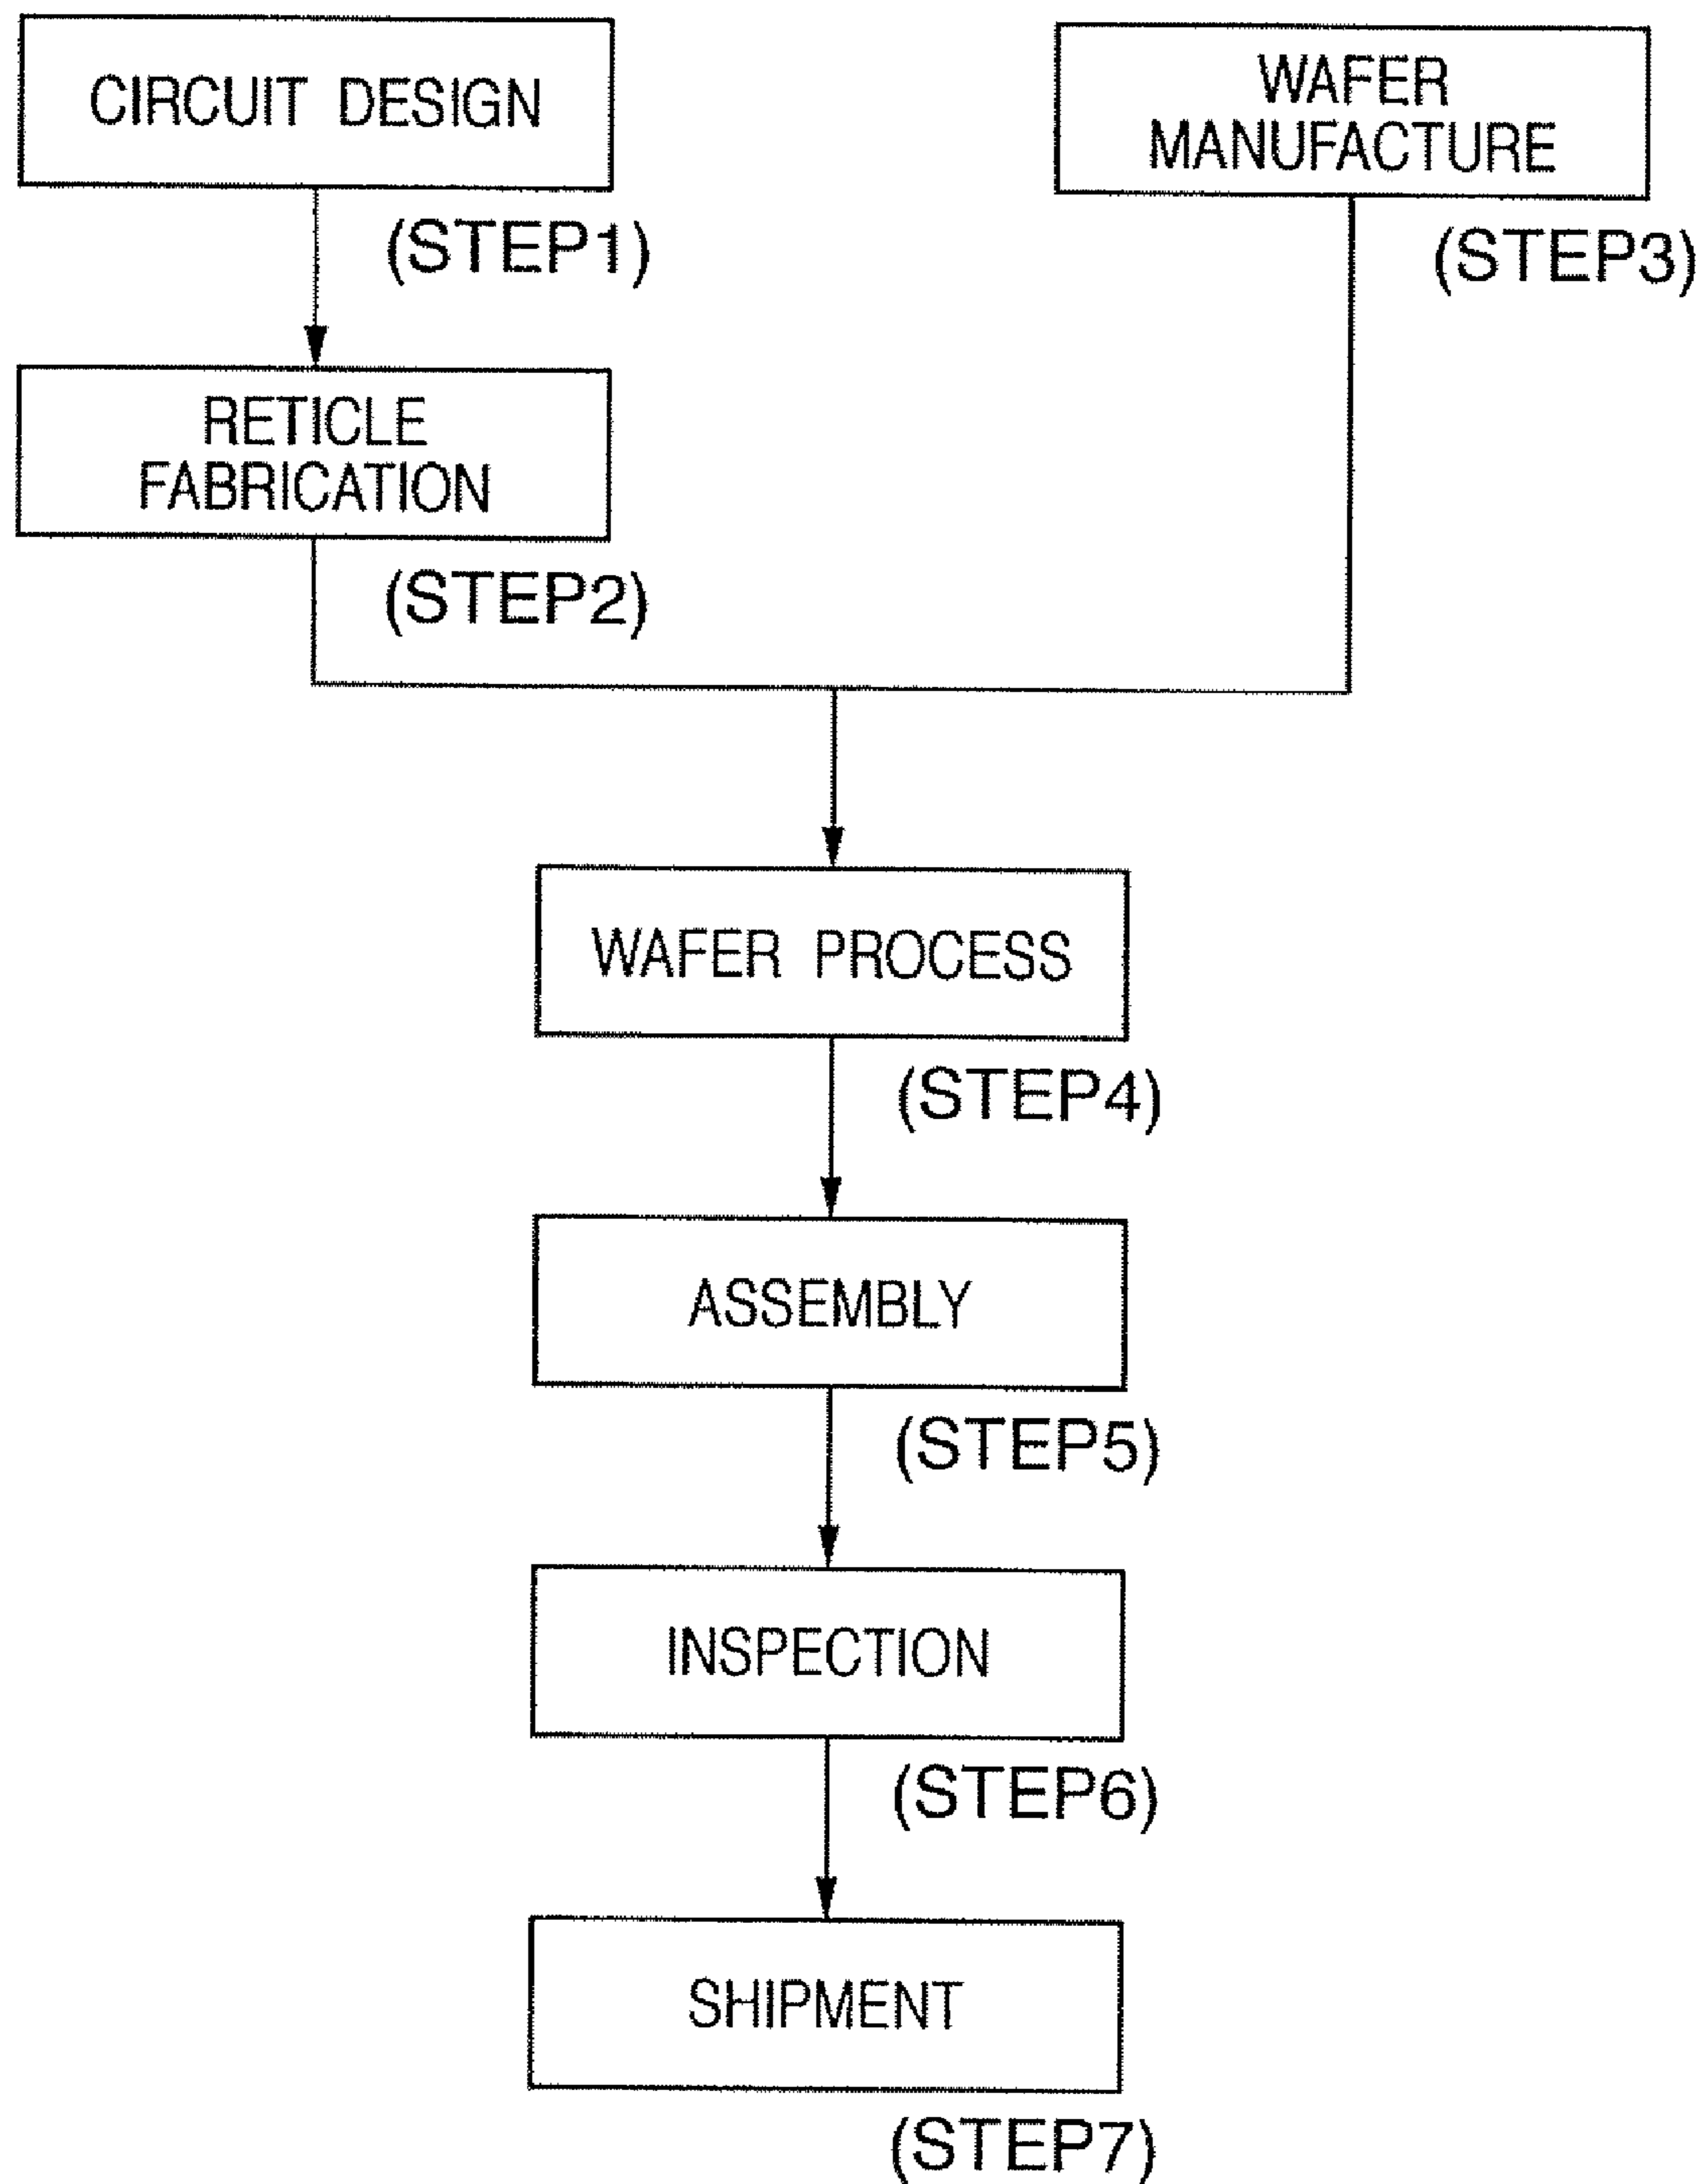 CIRCUIT DESIGN
(STEP1)
RETICLE
FABRICATION
(STEP2)
WAFER
MANUFACTURE
(STEP3)
WAFER PROCESS
(STEP4)
ASSEMBLY
(STEP5)
INSPECTION
(STEP6)
SHIPMENT
(STEP7)